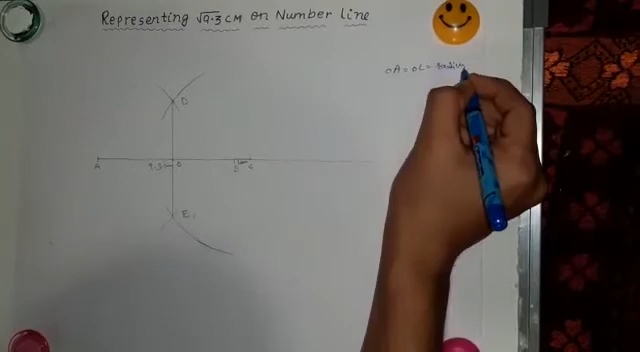 Representing √9.3 cm on Number line
OA = OC = radius
D
A 9.3 O B C
E